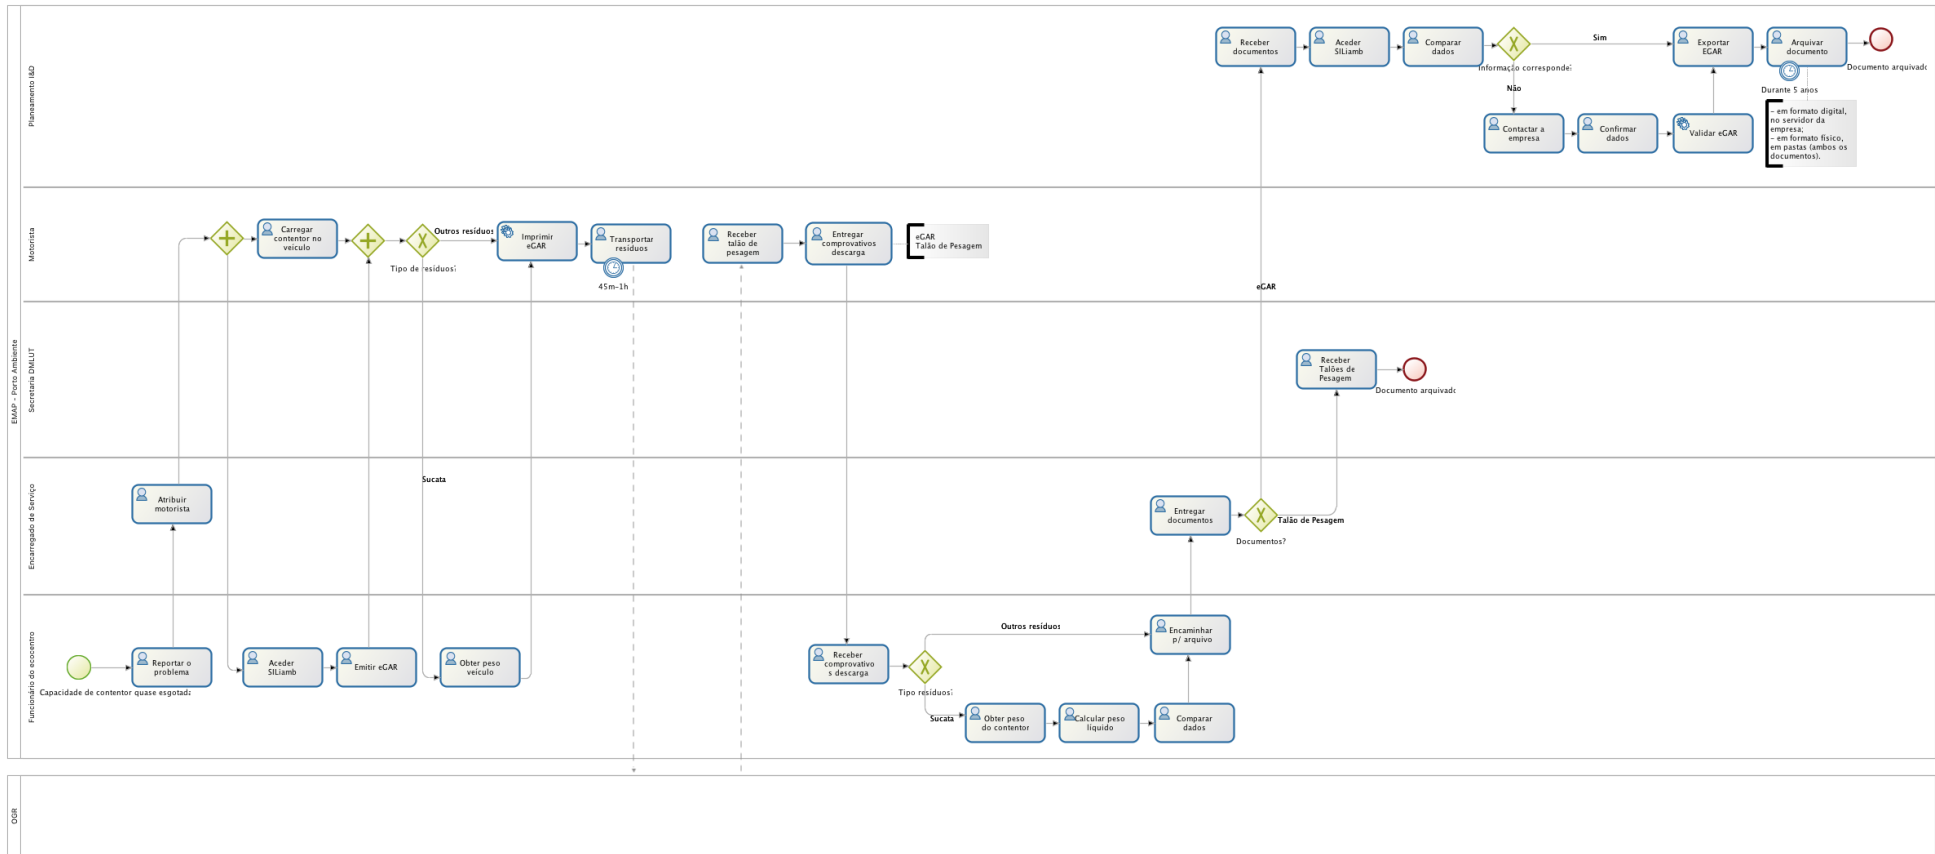 EMAP - Porto Ambiente
Planeamento I&D
Receber
documentos
Aceder
SILiamb
Comparar
dados
Informação corresponde?
Sim
Não
Exportar
EGAR
Arquivar
documento
Documento arquivado
Durante 5 anos
Contactar a
empresa
Confirmar
dados
Validar eGAR
- em formato digital,
no servidor da
empresa;
- em formato físico,
em pastas (ambos os
documentos).
Motorista
Carregar
contentor no
veículo
Tipo de resíduos?
Outros resíduos
Imprimir
eGAR
Transportar
resíduos
45m-1h
Receber
talão de
pesagem
Entregar
comprovativos
descarga
eGAR
Talão de Pesagem
eGAR
Secretaria DMLUT
Receber
Talões de
Pesagem
Documento arquivado
Encarregado de Serviço
Atribuir
motorista
Sucata
Entregar
documentos
Documentos?
Talão de Pesagem
Funcionário do ecocentro
Capacidade de contentor quase esgotada
Reportar o
problema
Aceder
SILiamb
Emitir eGAR
Obter peso
veículo
Receber
comprovativo
s descarga
Tipo resíduos?
Outros resíduos
Encaminhar
p/ arquivo
Sucata
Obter peso
do contentor
Calcular peso
líquido
Comparar
dados
OGR